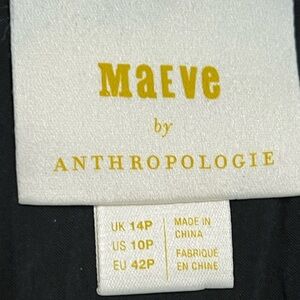 Maeve
by
ANTHROPOLOGIE
UK 14P
US 10P
EU 42P
MADE IN
CHINA
FABRIQUÉ
EN CHINE